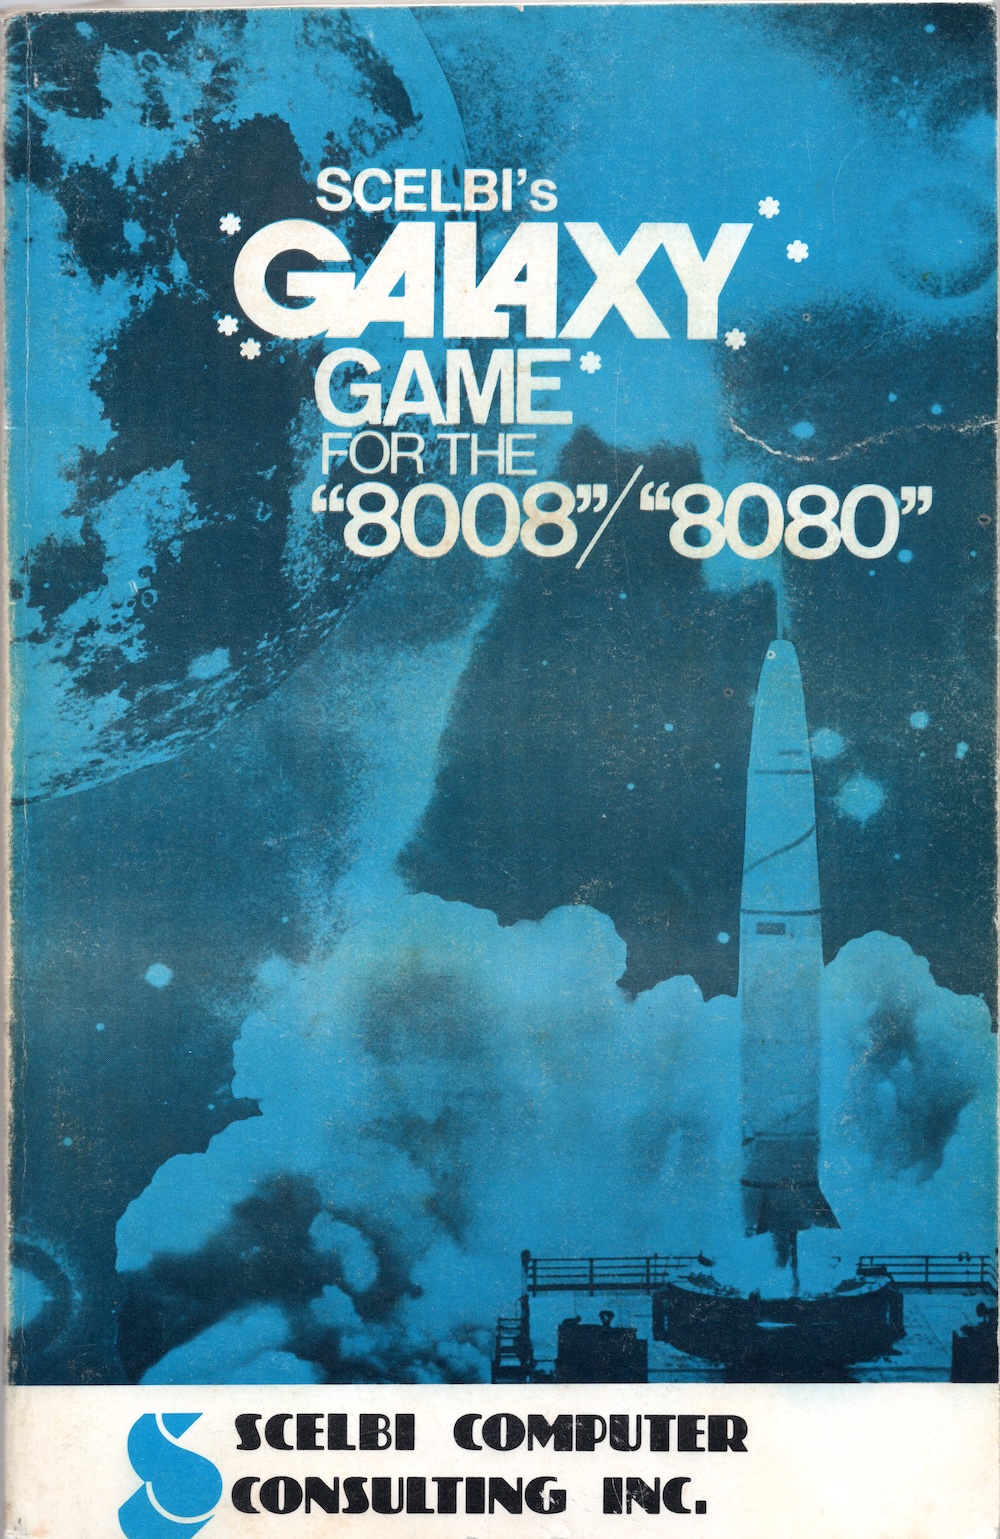 SCELBI's
GALAXY
GAME
FOR THE
"8008"/"8080"
SCELBI COMPUTER
CONSULTING INC.